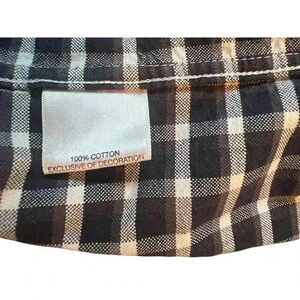 100% COTTON
EXCLUSIVE OF DECORATION